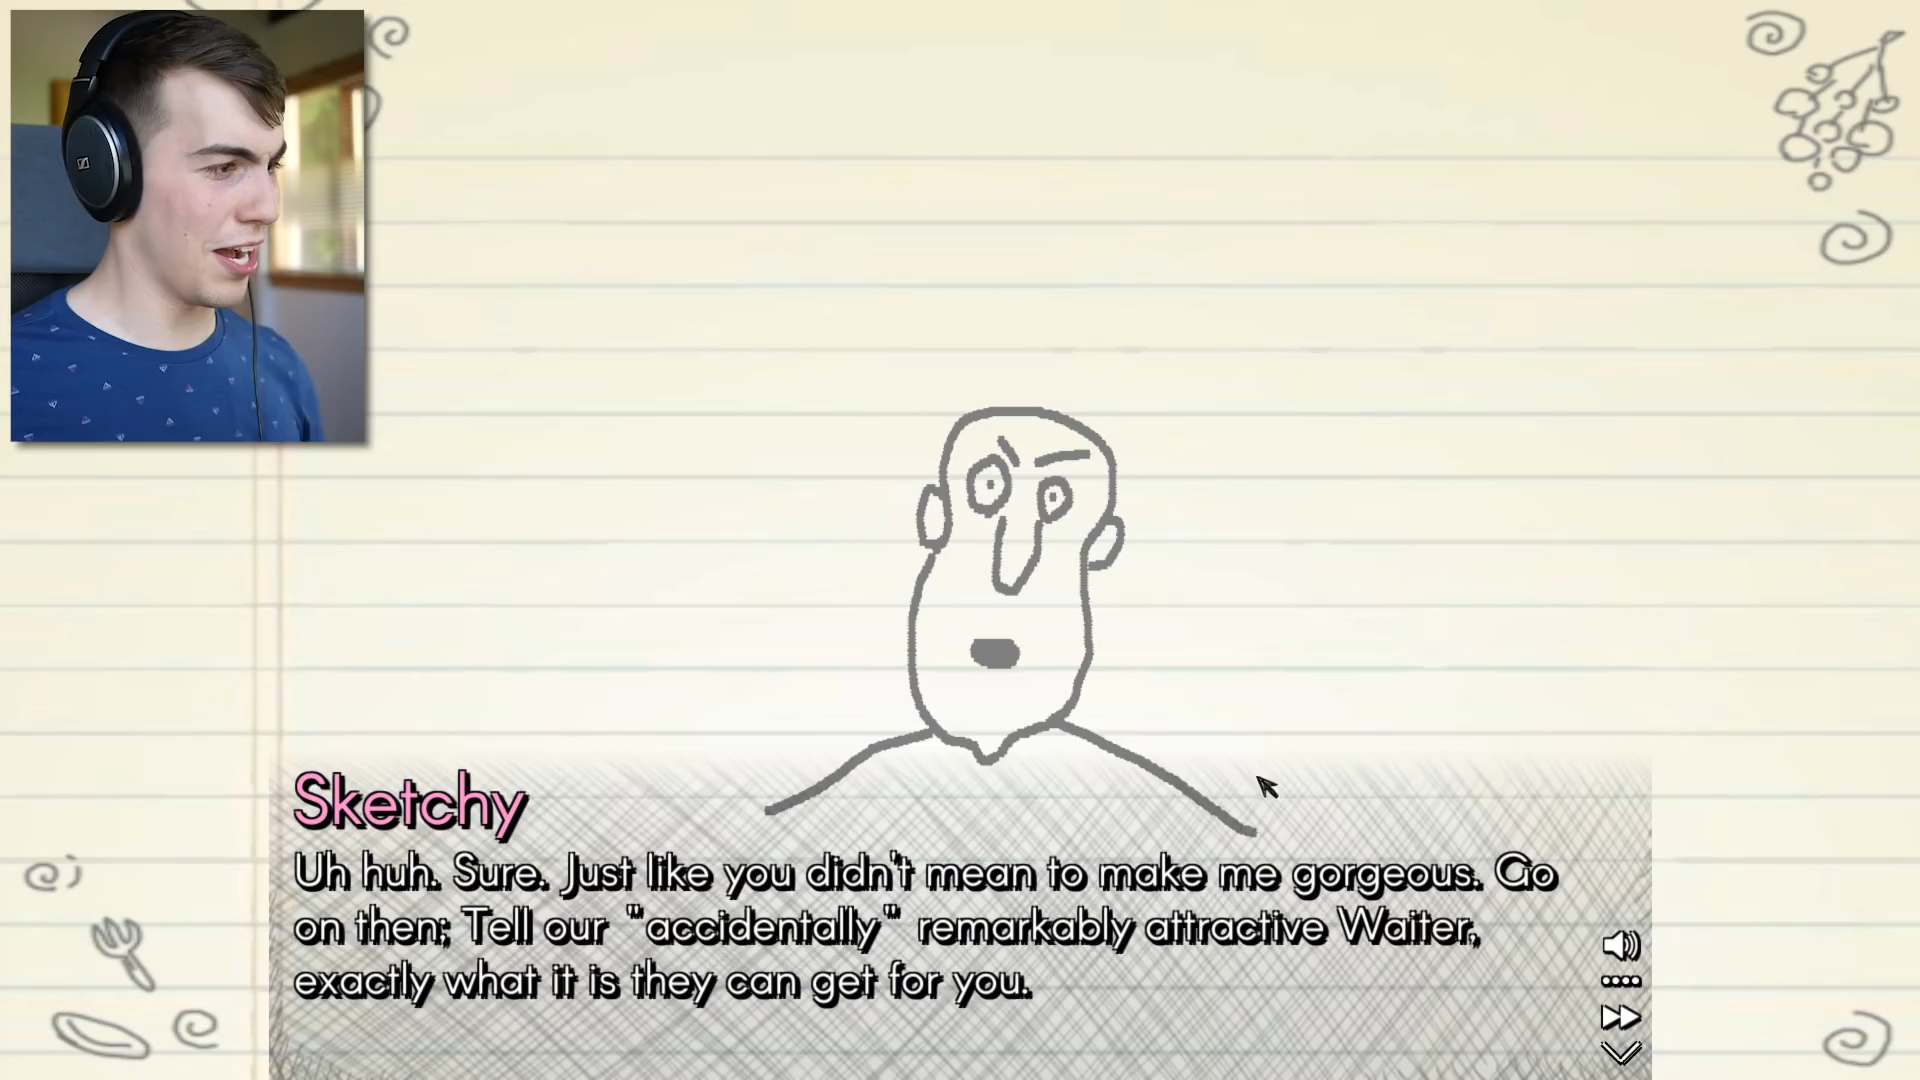 Sketchy
Uh huh. Sure. Just like you didn't mean to make me gorgeous. Go
on then; Tell our "accidentally" remarkably attractive Waiter,
exactly what it is they can get for you.